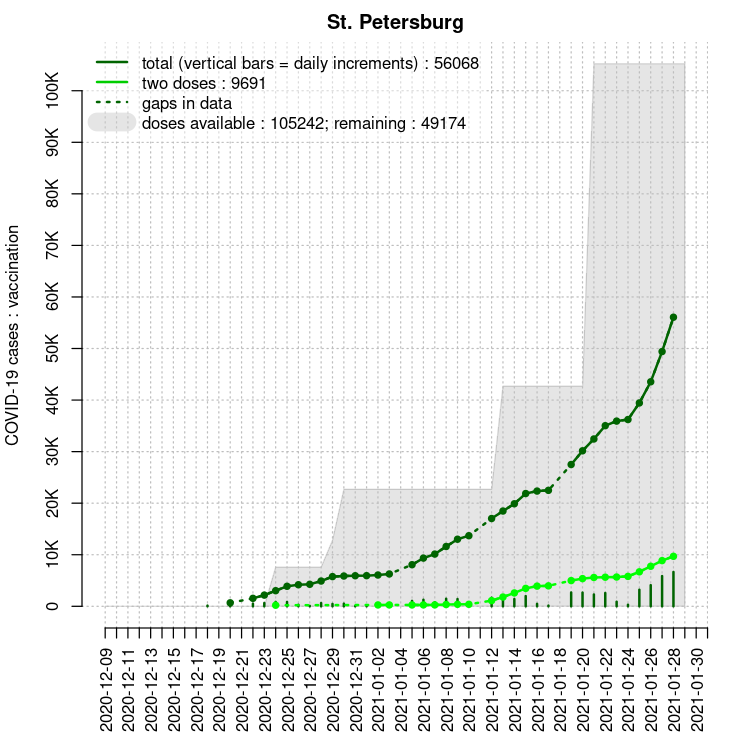 St. Petersburg
total (vertical bars = daily increments) : 56068
two doses : 9691
gaps in data
doses available : 105242; remaining : 49174
COVID-19 cases : vaccination
100K
90K
80K
70K
60K
50K
40K
30K
20K
10K
0
2020-12-09
2020-12-11
2020-12-13
2020-12-15
2020-12-17
2020-12-19
2020-12-21
2020-12-23
2020-12-25
2020-12-27
2020-12-29
2020-12-31
2021-01-02
2021-01-04
2021-01-06
2021-01-08
2021-01-10
2021-01-12
2021-01-14
2021-01-16
2021-01-18
2021-01-20
2021-01-22
2021-01-24
2021-01-26
2021-01-28
2021-01-30